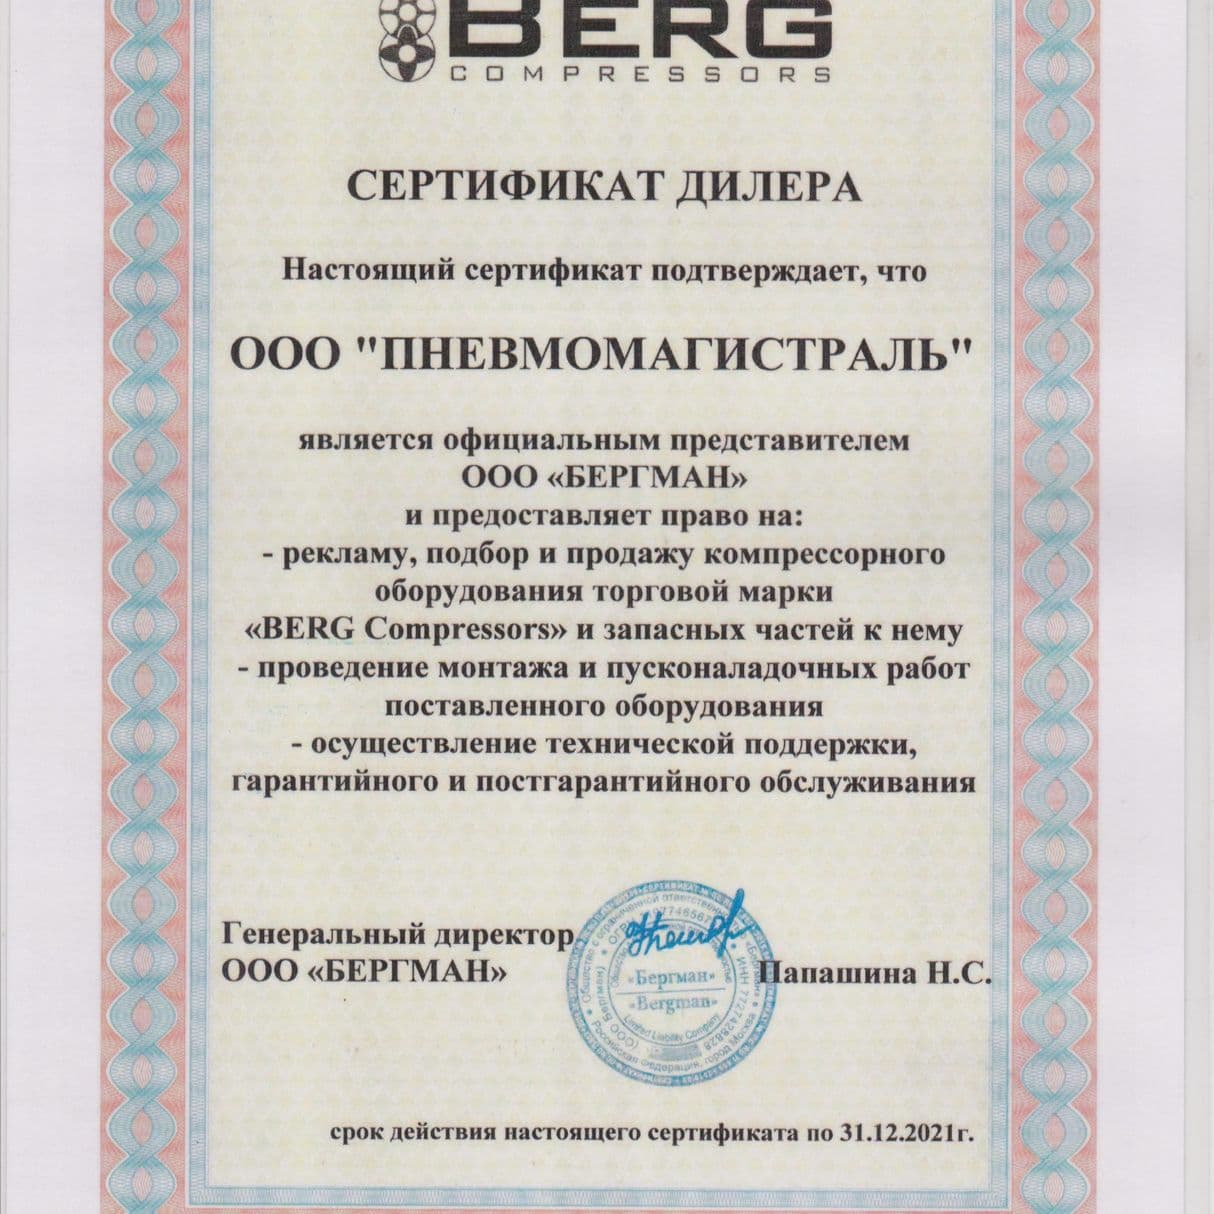 BERG
COMPRESSORS
СЕРТИФИКАТ ДИЛЕРА
Настоящий сертификат подтверждает, что
ООО "ПНЕВМОМАГИСТРАЛЬ"
является официальным представителем
ООО «БЕРГМАН»
и предоставляет право на:
- рекламу, подбор и продажу компрессорного
оборудования торговой марки
«BERG Compressors» и запасных частей к нему
- проведение монтажа и пусконаладочных работ
поставленного оборудования
- осуществление технической поддержки,
гарантийного и постгарантийного обслуживания
Генеральный директор
ООО «БЕРГМАН»
«Бергман»
«Bergman»
Limited Liability Company
Папашина Н.С.
срок действия настоящего сертификата по 31.12.2021г.